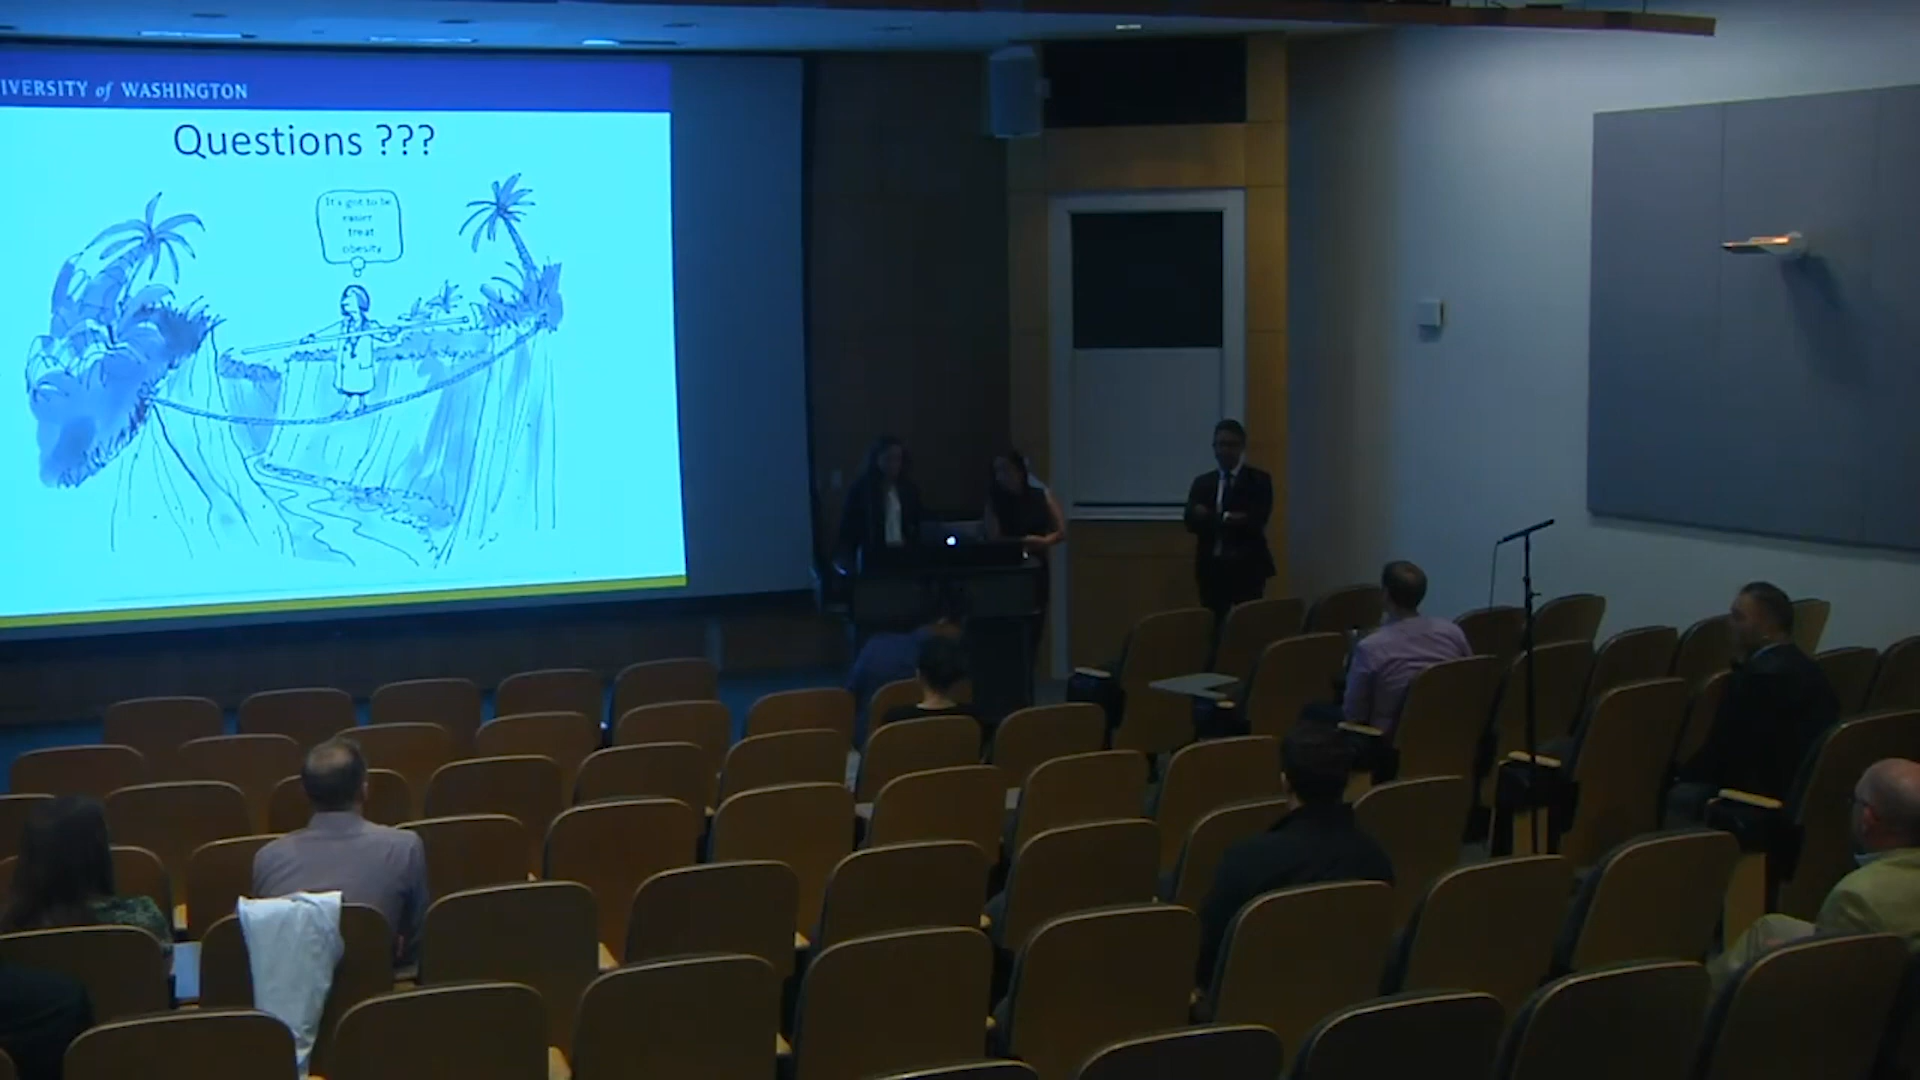 IVERSITY of WASHINGTON
Questions ???
It's got to be
easier
treat
obesity